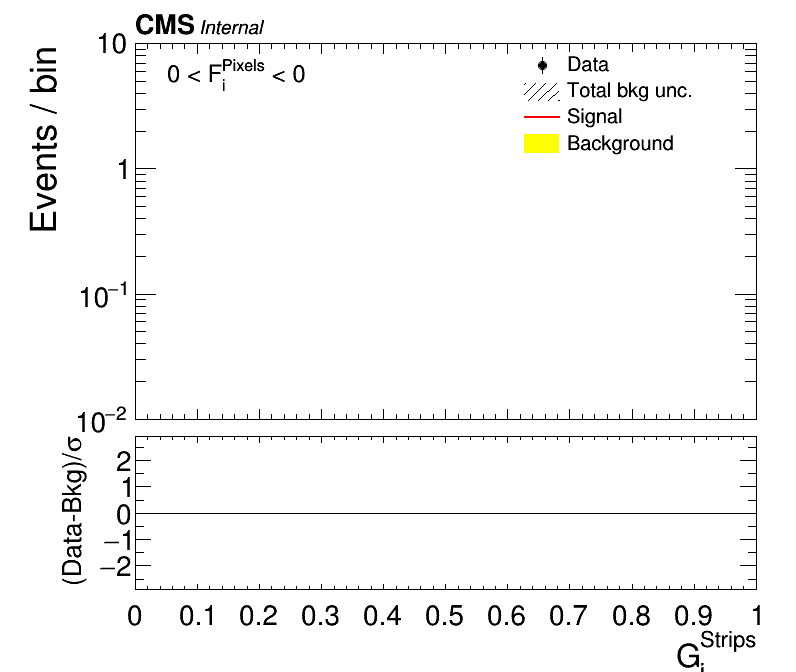 CMS Internal
10
0 < F_i^Pixels < 0
Data
Total bkg unc.
Signal
Background
Events / bin
1
10⁻¹
10⁻²
(Data-Bkg)/σ
2
1
0
−1
−2
0 0.1 0.2 0.3 0.4 0.5 0.6 0.7 0.8 0.9 1
G_i^Strips